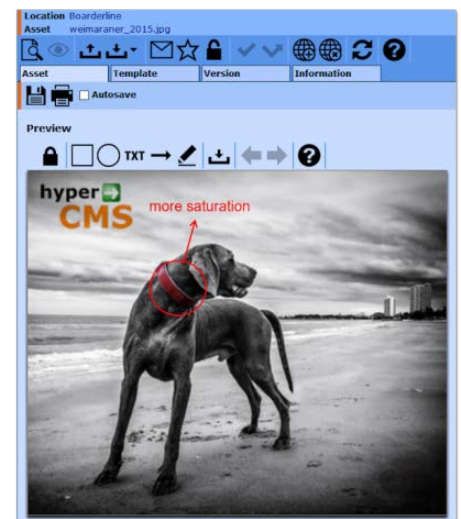 Location Boarderline
Asset weimaraner_2015.jpg
Asset Template Version Information
Autosave
Preview
TXT
hyper
CMS
more saturation